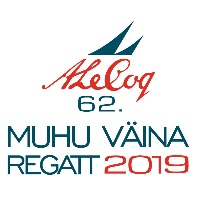 A. Le Coq
62.
MUHU VÄINA
REGATT 2019